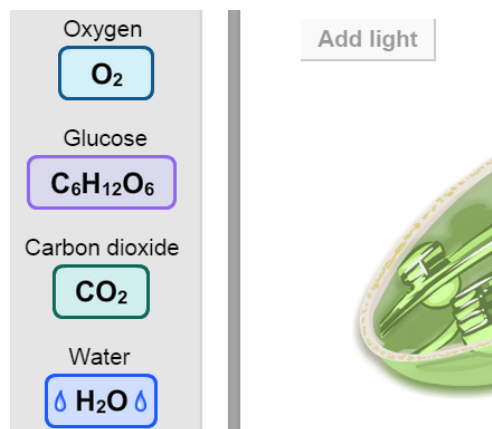 Oxygen
O₂
Glucose
C₆H₁₂O₆
Carbon dioxide
CO₂
Water
H₂O
Add light